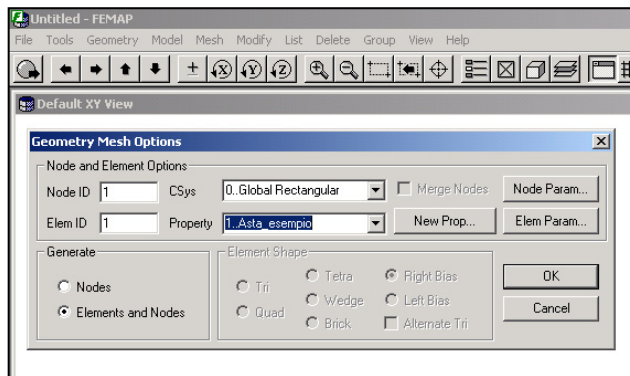 Untitled - FEMAP
File Tools Geometry Model Mesh Modify List Delete Group View Help
Default XY View
Geometry Mesh Options
Node and Element Options
Node ID 1 CSys 0..Global Rectangular Merge Nodes Node Param...
Elem ID 1 Property 1..Asta_esempio New Prop... Elem Param...
Generate
Nodes
Elements and Nodes
Element Shape
Tri
Quad
Tetra
Wedge
Brick
Right Bias
Left Bias
Alternate Tri
OK
Cancel